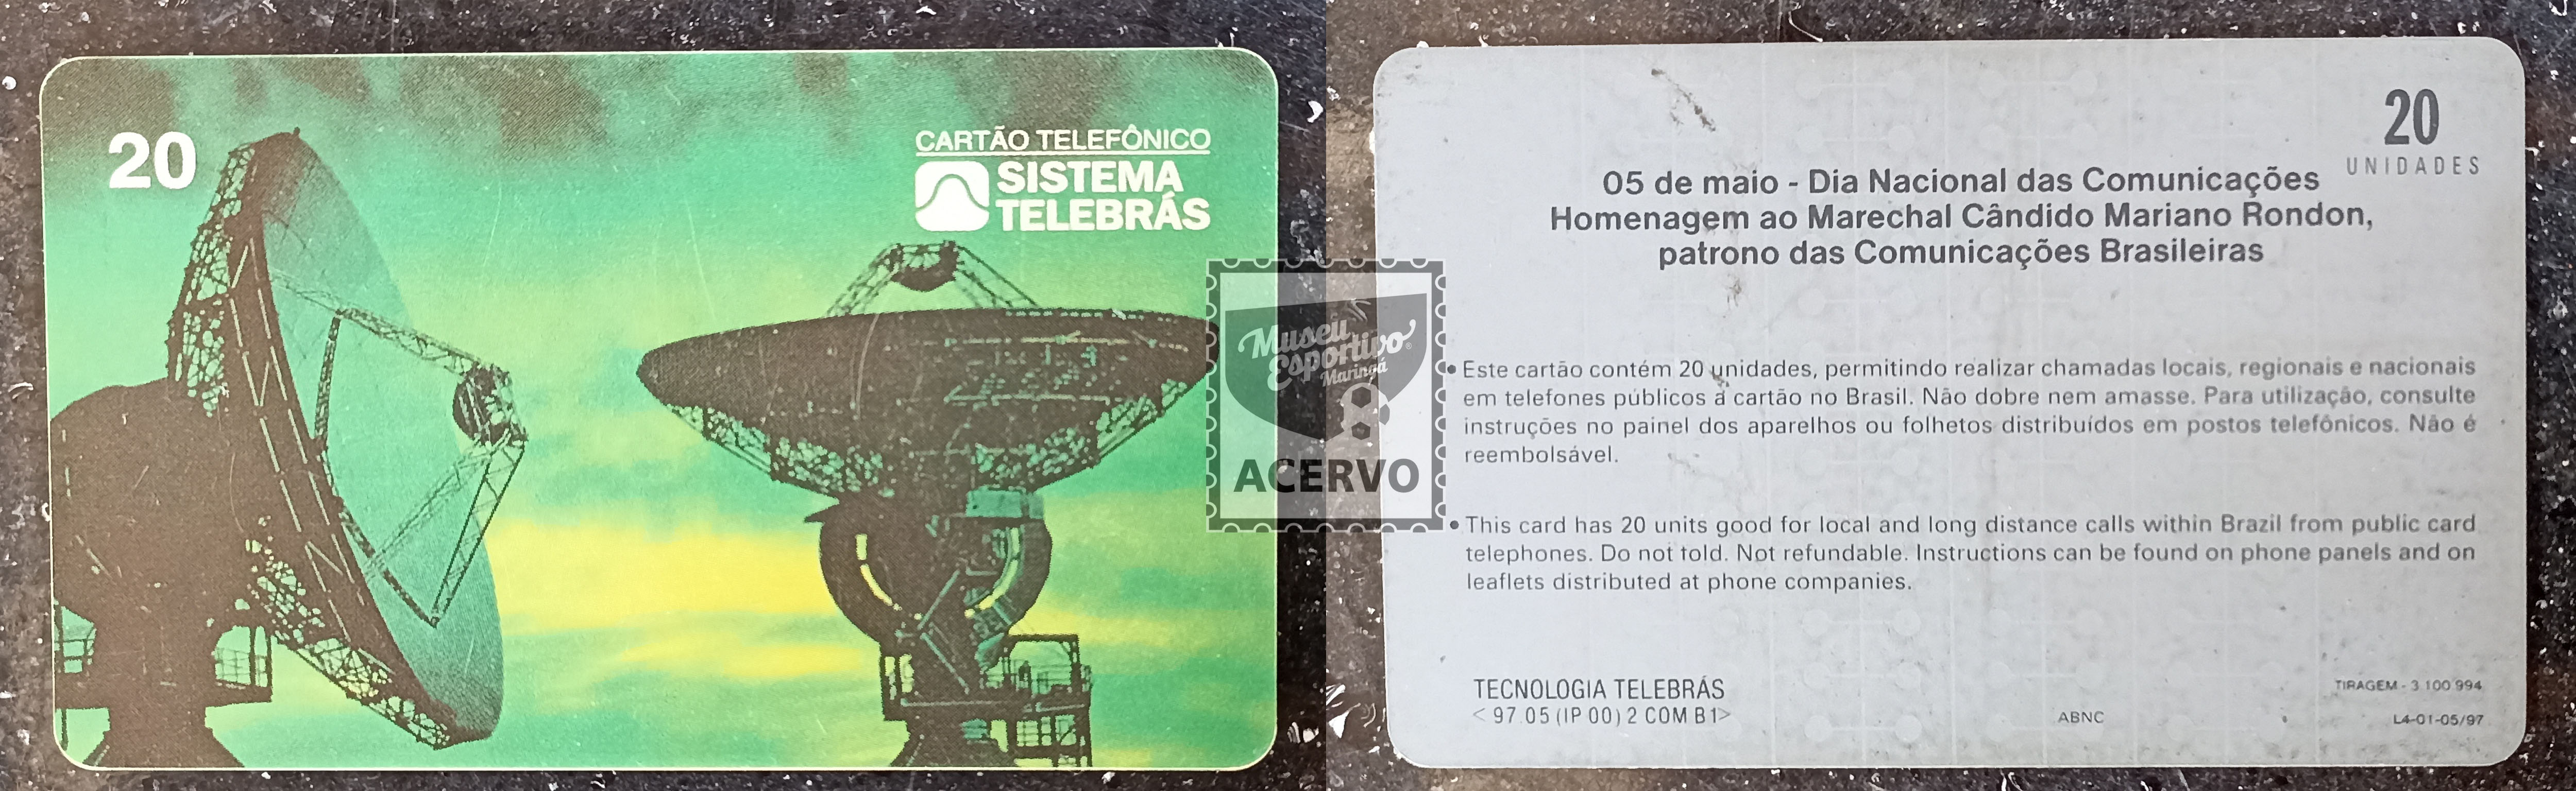 20
CARTÃO TELEFÔNICO
SISTEMA
TELEBRÁS
Museu
Esportivo®
Maringá
ACERVO
20
UNIDADES
05 de maio - Dia Nacional das Comunicações
Homenagem ao Marechal Cândido Mariano Rondon,
patrono das Comunicações Brasileiras
• Este cartão contém 20 unidades, permitindo realizar chamadas locais, regionais e nacionais
em telefones públicos a cartão no Brasil. Não dobre nem amasse. Para utilização, consulte
instruções no painel dos aparelhos ou folhetos distribuídos em postos telefônicos. Não é
reembolsável.
• This card has 20 units good for local and long distance calls within Brazil from public card
telephones. Do not told. Not refundable. Instructions can be found on phone panels and on
leaflets distributed at phone companies.
TECNOLOGIA TELEBRÁS
< 97.05 (IP 00) 2 COM B1>
ABNC
TIRAGEM - 3.100.994
L4-01-05/97